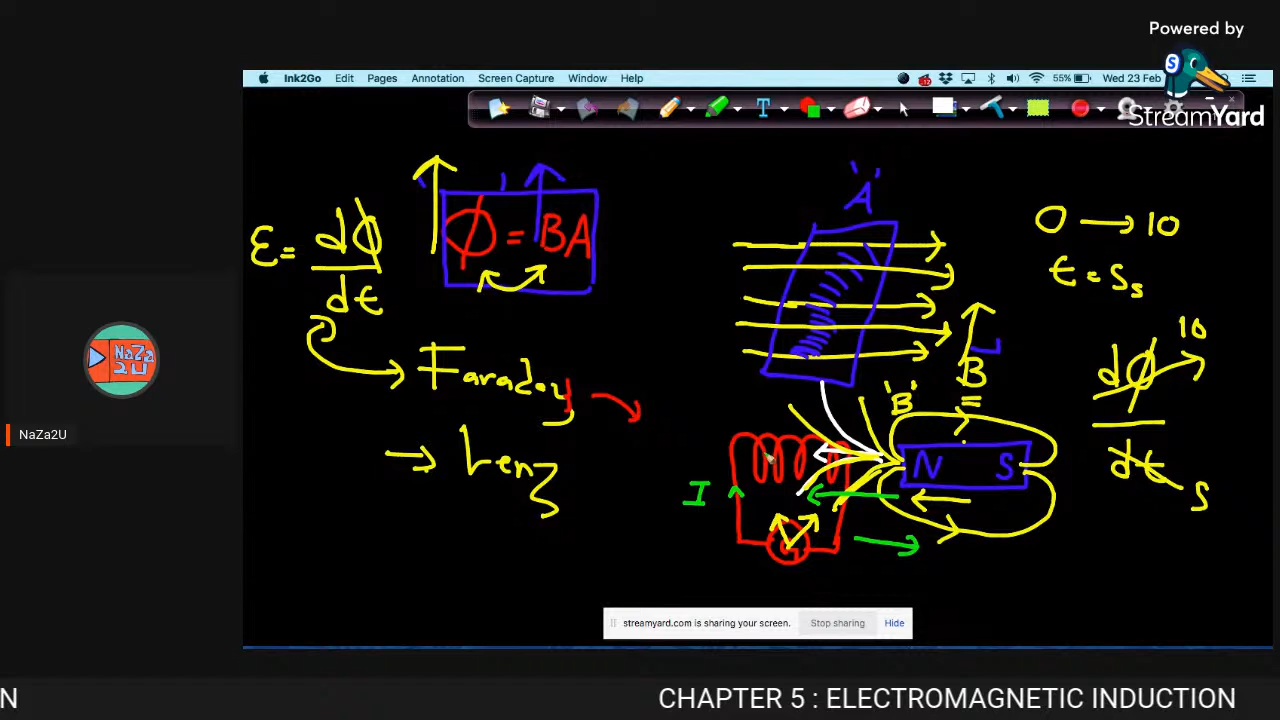 Powered by
StreamYard
Ink2Go Edit Pages Annotation Screen Capture Window Help
55% Wed 23 Feb
T
ε = dϕ/dt
ϕ = BA
'A'
0 → 10
t = 5s
→ Faraday
→ Lenz
B
'B'
N S
I
G
dϕ → 10
dt 5
NaZa
2U
NaZa2U
streamyard.com is sharing your screen. Stop sharing Hide
N
CHAPTER 5 : ELECTROMAGNETIC INDUCTION